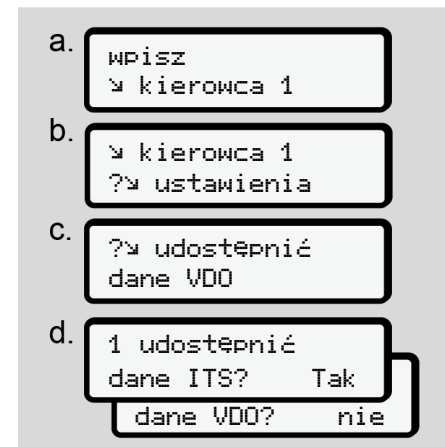 a.
wpisz
↘ kierowca 1
b.
↘ kierowca 1
?↘ ustawienia
c.
?↘ udostępnić
dane VDO
d.
1 udostępnić
dane ITS? Tak
dane VDO? nie